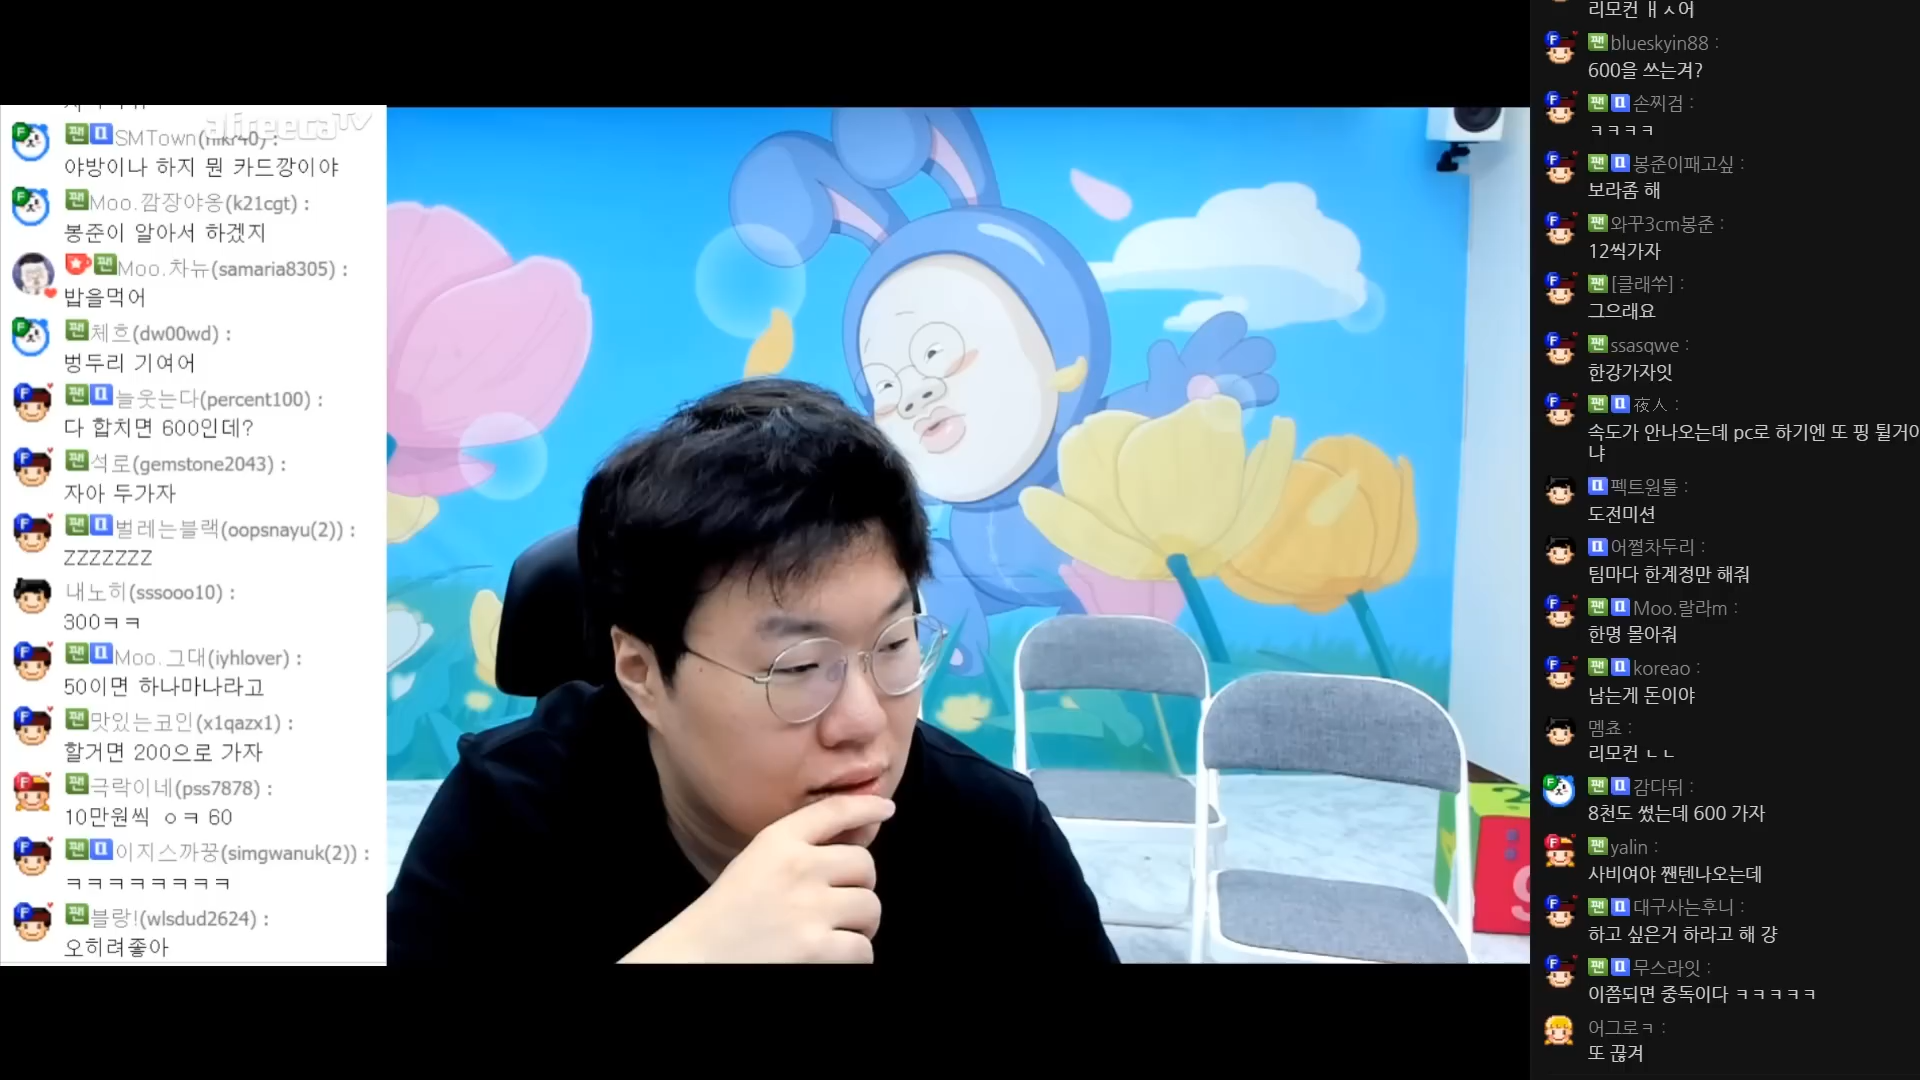 afreecaTV
SMTown(hikr40) :
야방이나 하지 뭔 카드깡이야
Moo.깜장야옹(k21cgt) :
봉준이 알아서 하겠지
Moo.차뉴(samaria8305) :
밥을먹어
체흐(dw00wd) :
벙두리 기여어
늘웃는다(percent100) :
다 합치면 600인데?
석로(gemstone2043) :
자아 두가자
벌레는블랙(oopsnayu(2)) :
ZZZZZZZ
내노히(sssooo10) :
300ㅋㅋ
Moo.그대(iyhlover) :
50이면 하나마나라고
맛있는코인(x1qazx1) :
할거면 200으로 가자
극락이네(pss7878) :
10만원씩 ㅇㅋ 60
이지스까꿍(simgwanuk(2)) :
ㅋㅋㅋㅋㅋㅋㅋㅋ
블랑!(wlsdud2624) :
오히려좋아
리모컨 ㅐㅅ어
blueskyin88 :
600을 쓰는겨?
손찌검 :
ㅋㅋㅋㅋ
봉준이패고싶 :
보라좀 해
와꾸3cm봉준 :
12씩가자
[클래쑤] :
그으래요
ssasqwe :
한강가자잇
夜人 :
속도가 안나오는데 pc로 하기엔 또 핑 튈거아
냐
펙트원툴 :
도전미션
어쩔차두리 :
팀마다 한계정만 해줘
Moo.랄라m :
한명 몰아줘
koreao :
남는게 돈이야
멤쵸 :
리모컨 ㄴㄴ
감다뒤 :
8천도 썼는데 600 가자
yalin :
사비여야 짼텐나오는데
대구사는후니 :
하고 싶은거 하라고 해 걍
무스라잇 :
이쯤되면 중독이다 ㅋㅋㅋㅋㅋ
어그로ㅋ :
또 끊겨